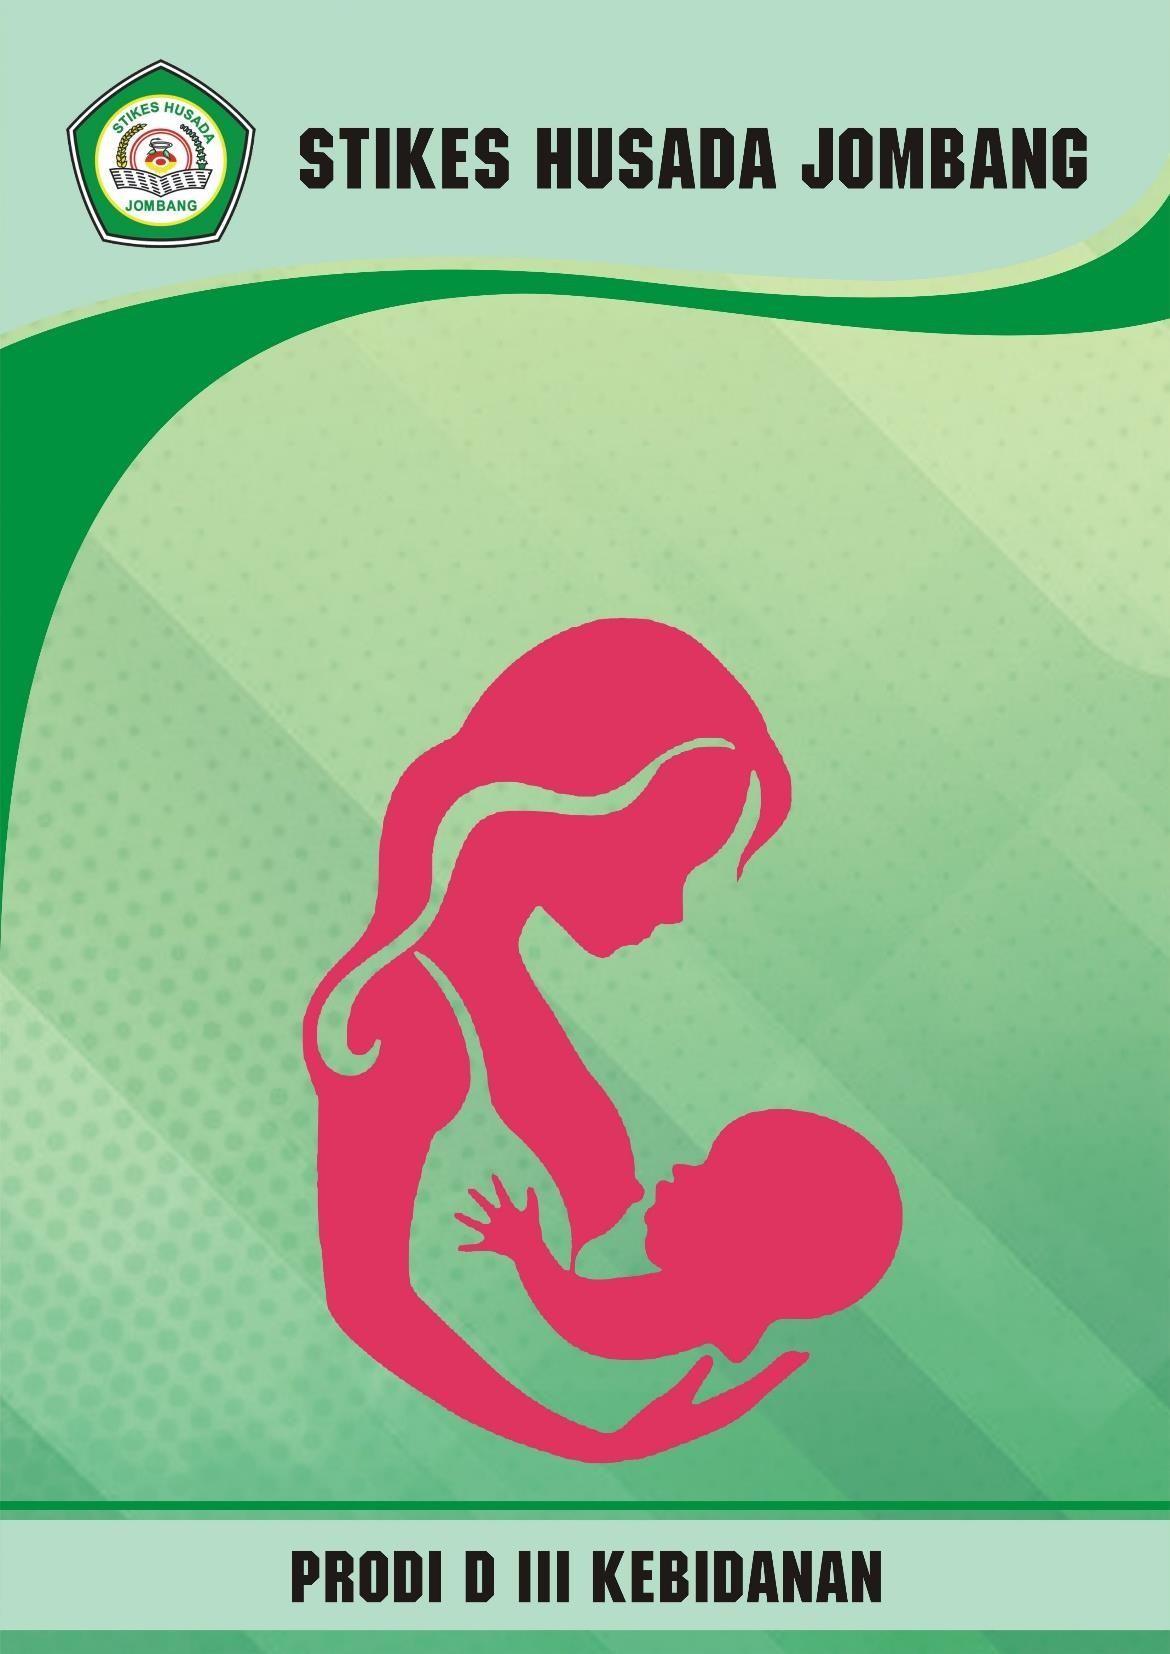 STIKES HUSADA
JOMBANG
STIKES HUSADA JOMBANG
PRODI D III KEBIDANAN